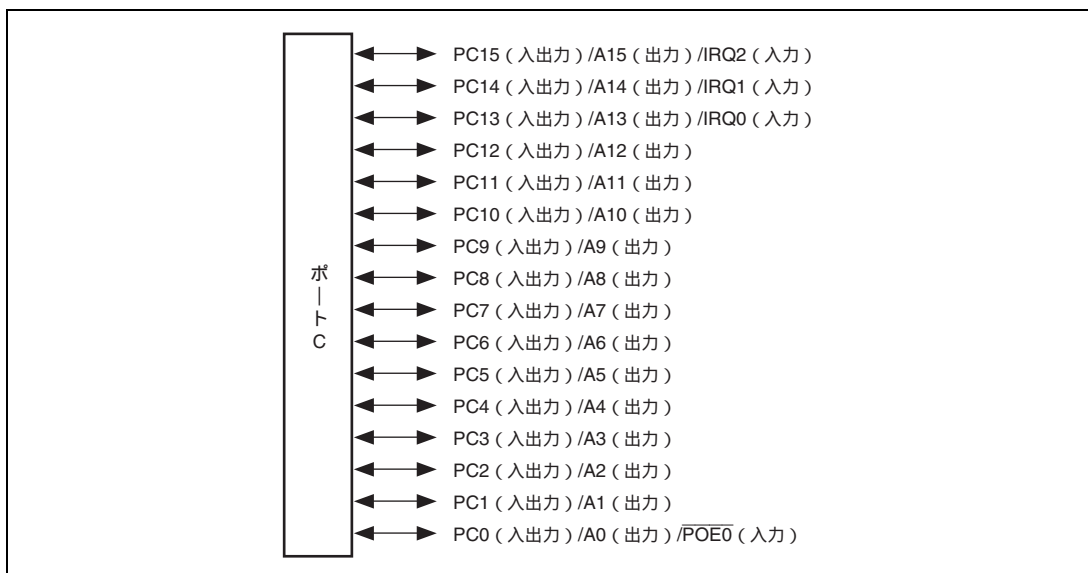 PC15（入出力）/A15（出力）/IRQ2（入力）
PC14（入出力）/A14（出力）/IRQ1（入力）
PC13（入出力）/A13（出力）/IRQ0（入力）
PC12（入出力）/A12（出力）
PC11（入出力）/A11（出力）
PC10（入出力）/A10（出力）
PC9（入出力）/A9（出力）
PC8（入出力）/A8（出力）
ポートC
PC7（入出力）/A7（出力）
PC6（入出力）/A6（出力）
PC5（入出力）/A5（出力）
PC4（入出力）/A4（出力）
PC3（入出力）/A3（出力）
PC2（入出力）/A2（出力）
PC1（入出力）/A1（出力）
PC0（入出力）/A0（出力）/P̅O̅E̅0̅（入力）